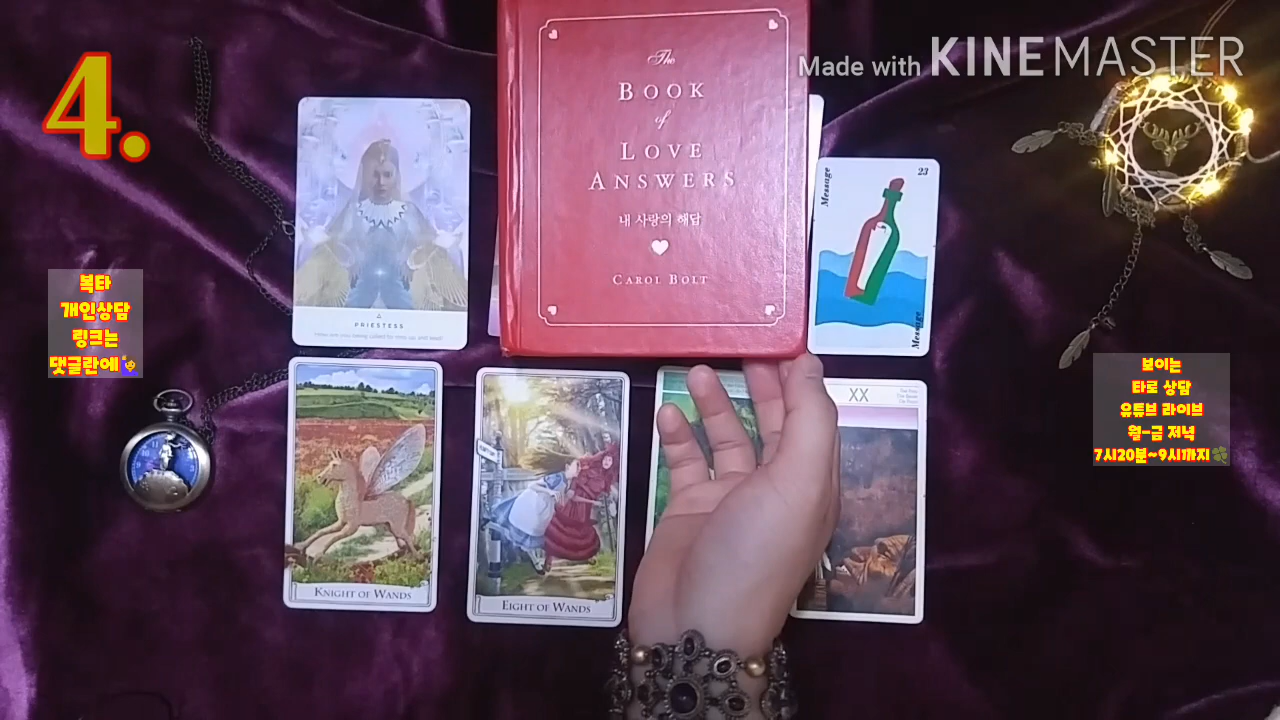 4.
Made with KINEMASTER
The
BOOK
of
LOVE
ANSWERS
내 사랑의 해답
CAROL BOLT
Message
23
Message
PRIESTESS
복타
개인상담
링크는
댓글란에🙋‍♀️
보이는
타로 상담
유튜브 라이브
월-금 저녁
7시20분~9시까지🍀
XX
KNIGHT OF WANDS
EIGHT OF WANDS